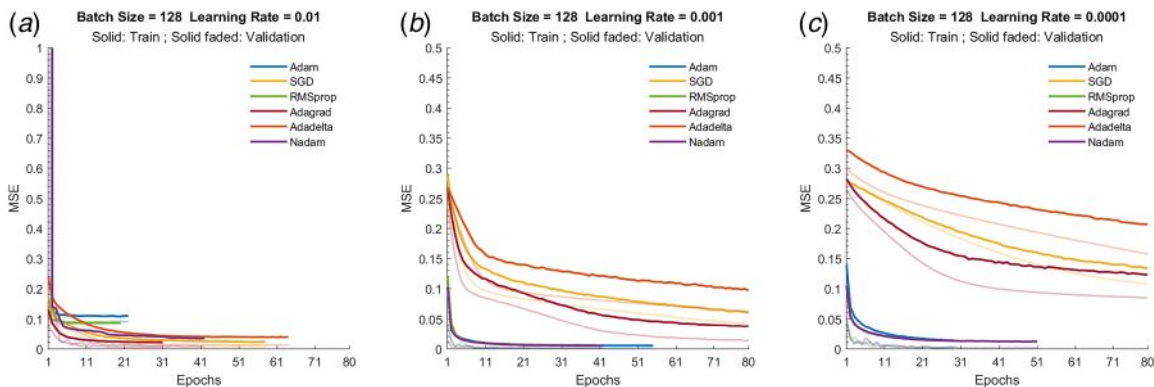 (a)
Batch Size = 128 Learning Rate = 0.01
Solid: Train ; Solid faded: Validation
1
0.9
0.8
0.7
0.6
0.5
0.4
0.3
0.2
0.1
0
MSE
Adam
SGD
RMSprop
Adagrad
Adadelta
Nadam
1 11 21 31 41 51 61 71 80
Epochs
(b)
Batch Size = 128 Learning Rate = 0.001
Solid: Train ; Solid faded: Validation
0.5
0.45
0.4
0.35
0.3
0.25
0.2
0.15
0.1
0.05
0
MSE
Adam
SGD
RMSprop
Adagrad
Adadelta
Nadam
1 11 21 31 41 51 61 71 80
Epochs
(c)
Batch Size = 128 Learning Rate = 0.0001
Solid: Train ; Solid faded: Validation
0.5
0.45
0.4
0.35
0.3
0.25
0.2
0.15
0.1
0.05
0
MSE
Adam
SGD
RMSprop
Adagrad
Adadelta
Nadam
1 11 21 31 41 51 61 71 80
Epochs